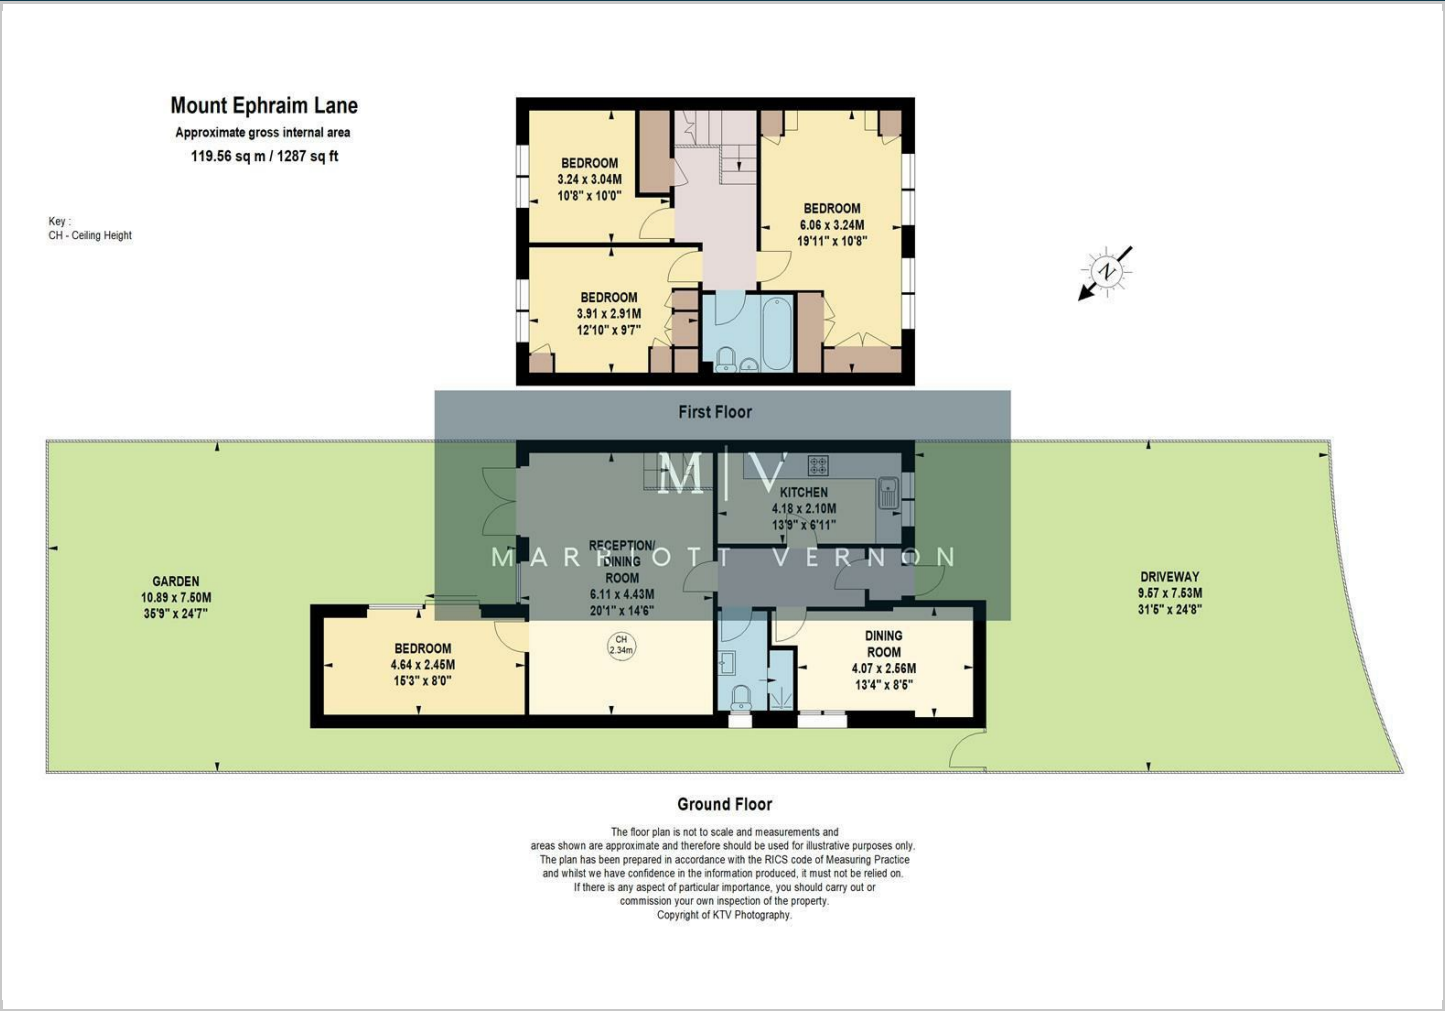 Mount Ephraim Lane
Approximate gross internal area
119.56 sq m / 1287 sq ft
Key :
CH - Ceiling Height
BEDROOM
3.24 x 3.04M
10'8" x 10'0"
BEDROOM
6.06 x 3.24M
19'11" x 10'8"
N
BEDROOM
3.91 x 2.91M
12'10" x 9'7"
First Floor
M|V
KITCHEN
4.18 x 2.10M
13'9" x 6'11"
MARRIOTT VERNON
RECEPTION/
DINING
ROOM
6.11 x 4.43M
20'1" x 14'6"
GARDEN
10.89 x 7.50M
35'9" x 24'7"
DRIVEWAY
9.57 x 7.53M
31'5" x 24'8"
CH
2.34m
BEDROOM
4.64 x 2.45M
15'3" x 8'0"
DINING
ROOM
4.07 x 2.56M
13'4" x 8'5"
Ground Floor
The floor plan is not to scale and measurements and
areas shown are approximate and therefore should be used for illustrative purposes only.
The plan has been prepared in accordance with the RICS code of Measuring Practice
and whilst we have confidence in the information produced, it must not be relied on.
If there is any aspect of particular importance, you should carry out or
commission your own inspection of the property.
Copyright of KTV Photography.